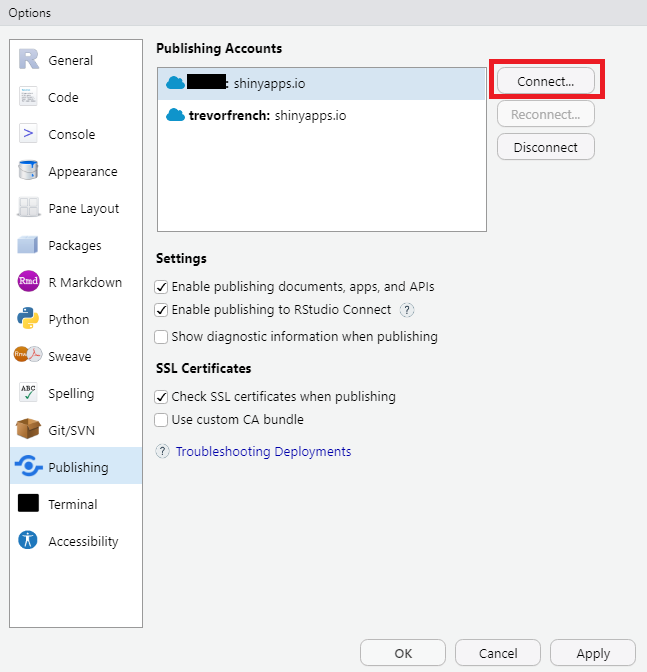 Options
General
Code
Console
Appearance
Pane Layout
Packages
Rmd R Markdown
Python
Rnw Sweave
ABC Spelling
Git/SVN
Publishing
Terminal
Accessibility
Publishing Accounts
: shinyapps.io
trevorfrench: shinyapps.io
Connect...
Reconnect...
Disconnect
Settings
Enable publishing documents, apps, and APIs
Enable publishing to RStudio Connect ?
Show diagnostic information when publishing
SSL Certificates
Check SSL certificates when publishing
Use custom CA bundle
? Troubleshooting Deployments
OK Cancel Apply